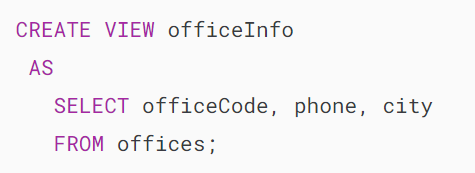 CREATE VIEW officeInfo
AS
SELECT officeCode, phone, city
FROM offices;